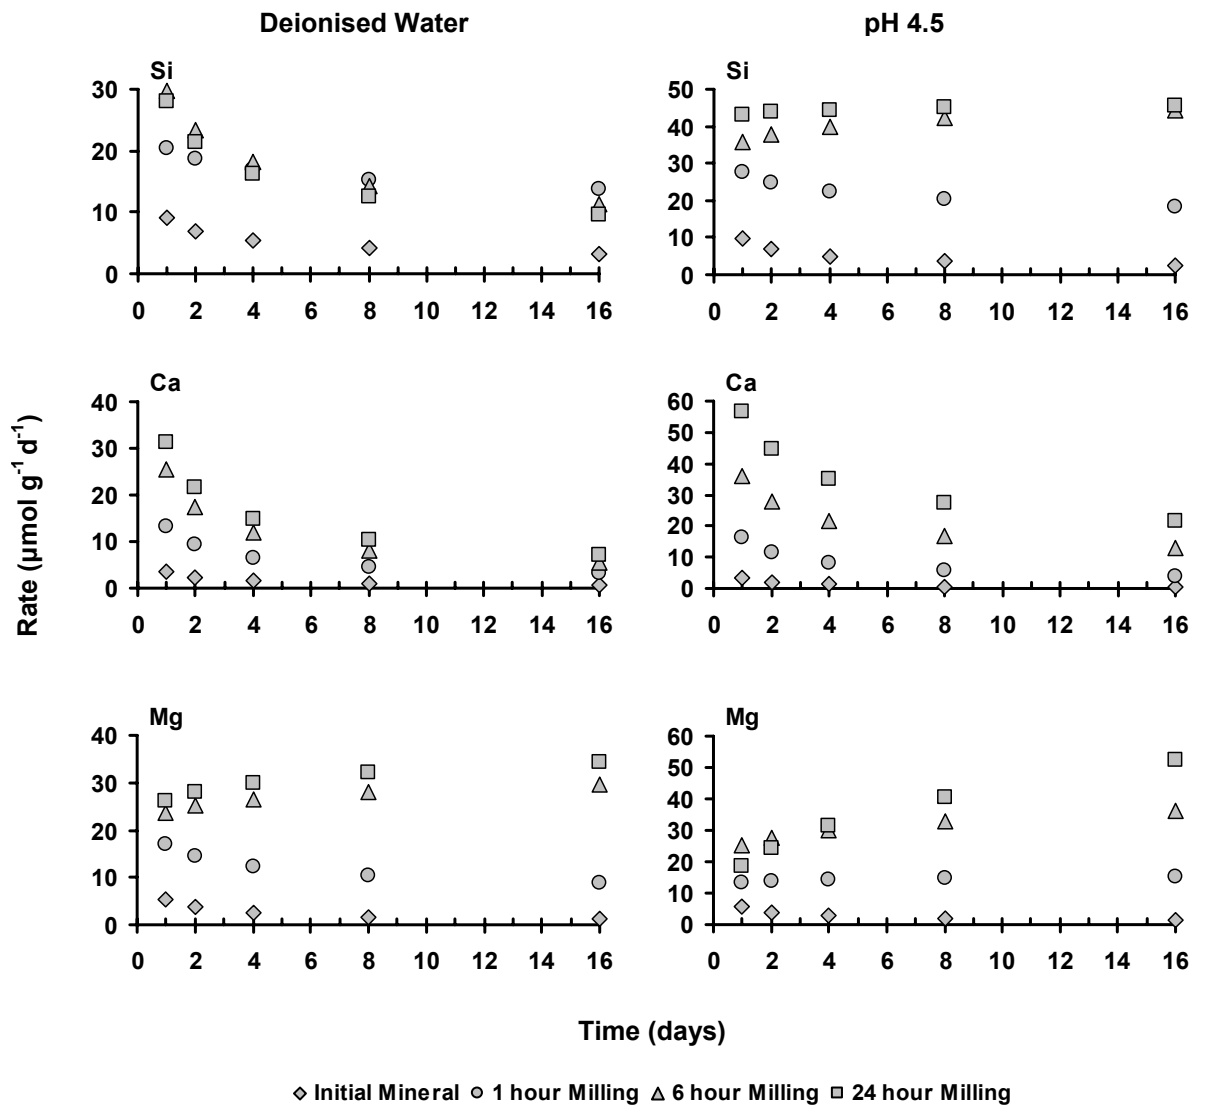 Deionised Water
pH 4.5
Si
30
20
10
0
0 2 4 6 8 10 12 14 16
Si
50
40
30
20
10
0
0 2 4 6 8 10 12 14 16
Ca
40
30
20
10
0
0 2 4 6 8 10 12 14 16
Ca
60
50
40
30
20
10
0
0 2 4 6 8 10 12 14 16
Rate (µmol g⁻¹ d⁻¹)
Mg
40
30
20
10
0
0 2 4 6 8 10 12 14 16
Mg
60
50
40
30
20
10
0
0 2 4 6 8 10 12 14 16
Time (days)
Initial Mineral 1 hour Milling 6 hour Milling 24 hour Milling